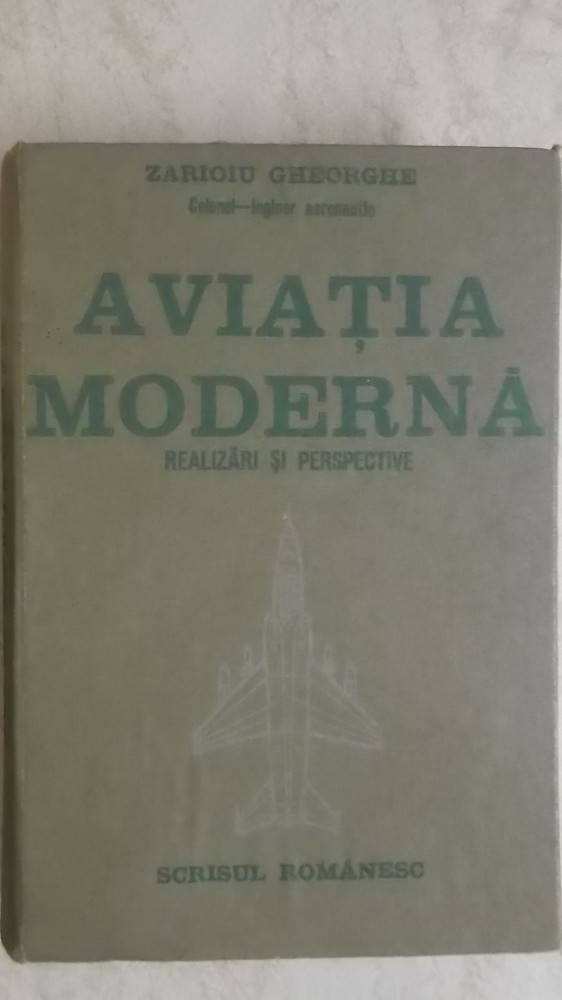 ZARIOIU GHEORGHE
Colonel—inginer aeronautic
AVIAȚIA
MODERNĂ
REALIZĂRI ȘI PERSPECTIVE
SCRISUL ROMÂNESC